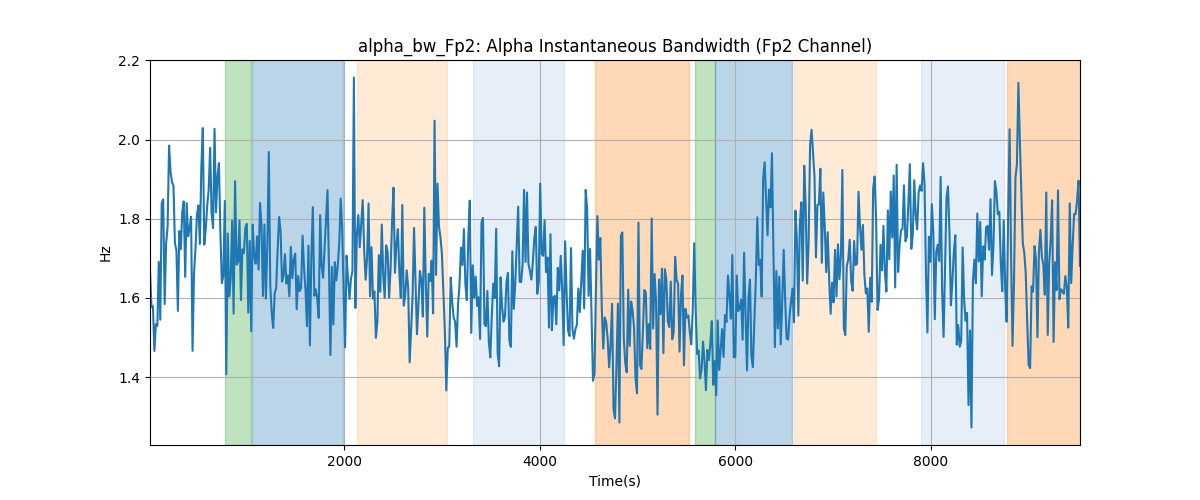 alpha_bw_Fp2: Alpha Instantaneous Bandwidth (Fp2 Channel)
2.2
2.0
1.8
1.6
1.4
Hz
2000 4000 6000 8000
Time(s)